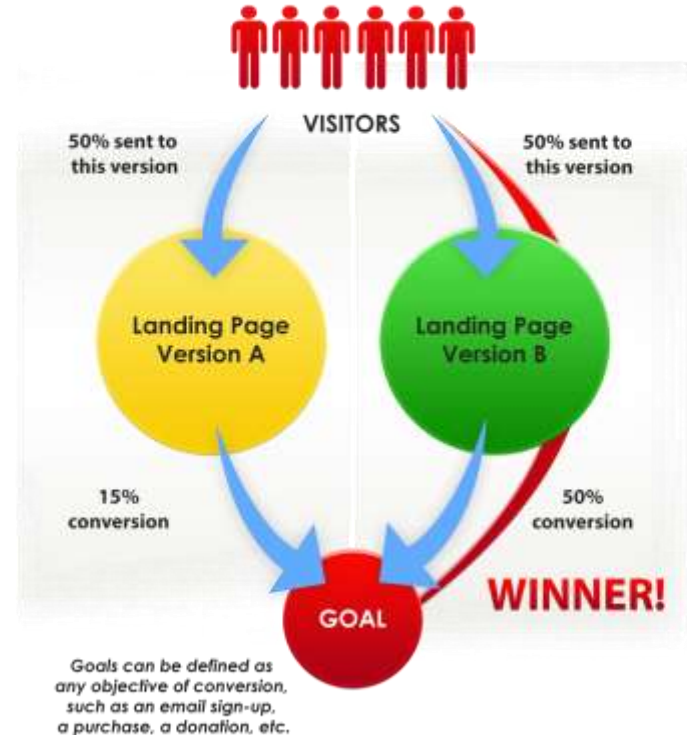 VISITORS
50% sent to
this version
50% sent to
this version
Landing Page
Version A
Landing Page
Version B
15%
conversion
50%
conversion
WINNER!
GOAL
Goals can be defined as
any objective of conversion,
such as an email sign-up,
a purchase, a donation, etc.